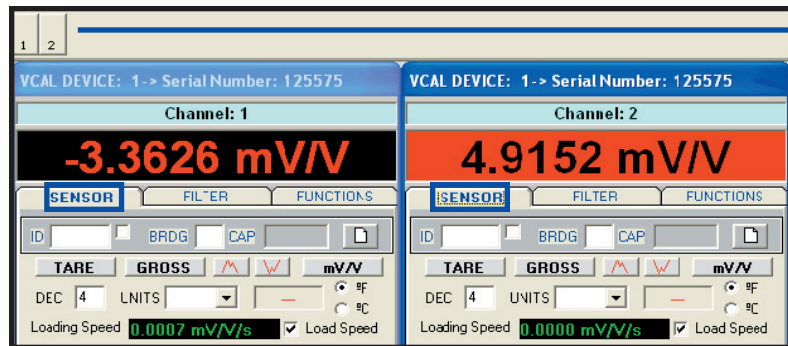 1 2
VCAL DEVICE: 1-> Serial Number: 125575
Channel: 1
-3.3626 mV/V
SENSOR FILTER FUNCTIONS
ID BRDG CAP
TARE GROSS mV/V
DEC 4 UNITS ºF
ºC
Loading Speed 0.0007 mV/V/s Load Speed
VCAL DEVICE: 1-> Serial Number: 125575
Channel: 2
4.9152 mV/V
SENSOR FILTER FUNCTIONS
ID BRDG CAP
TARE GROSS mV/V
DEC 4 UNITS ºF
ºC
Loading Speed 0.0000 mV/V/s Load Speed